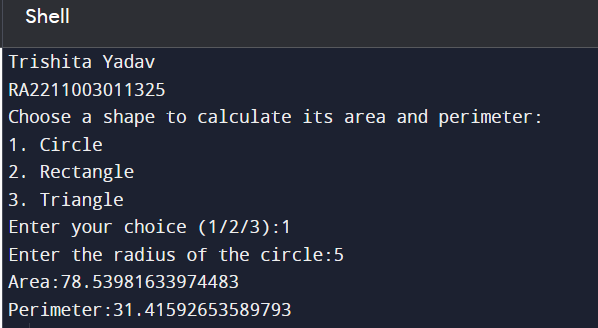 Shell
Trishita Yadav
RA2211003011325
Choose a shape to calculate its area and perimeter:
1. Circle
2. Rectangle
3. Triangle
Enter your choice (1/2/3):1
Enter the radius of the circle:5
Area:78.53981633974483
Perimeter:31.41592653589793